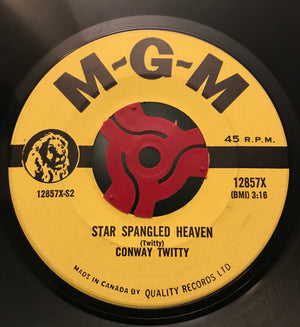 M-G-M
45 R.P.M.
12857X-S2
12857X
(BMI) 3:16
STAR SPANGLED HEAVEN
(Twitty)
CONWAY TWITTY
MADE IN CANADA BY QUALITY RECORDS LTD